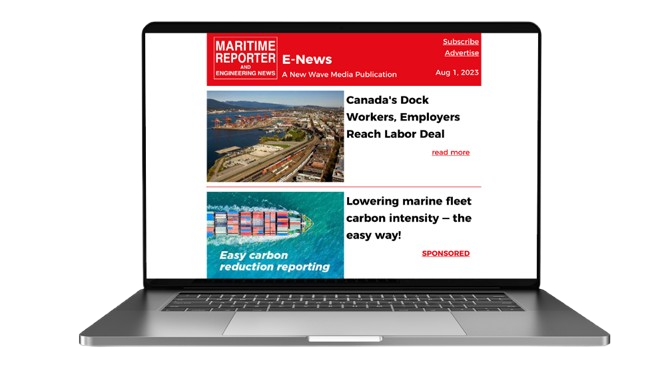 MARITIME
REPORTER
AND
ENGINEERING NEWS
E-News
A New Wave Media Publication
Subscribe
Advertise
Aug 1, 2023
Canada's Dock
Workers, Employers
Reach Labor Deal
read more
Easy carbon
reduction reporting
Lowering marine fleet
carbon intensity – the
easy way!
SPONSORED